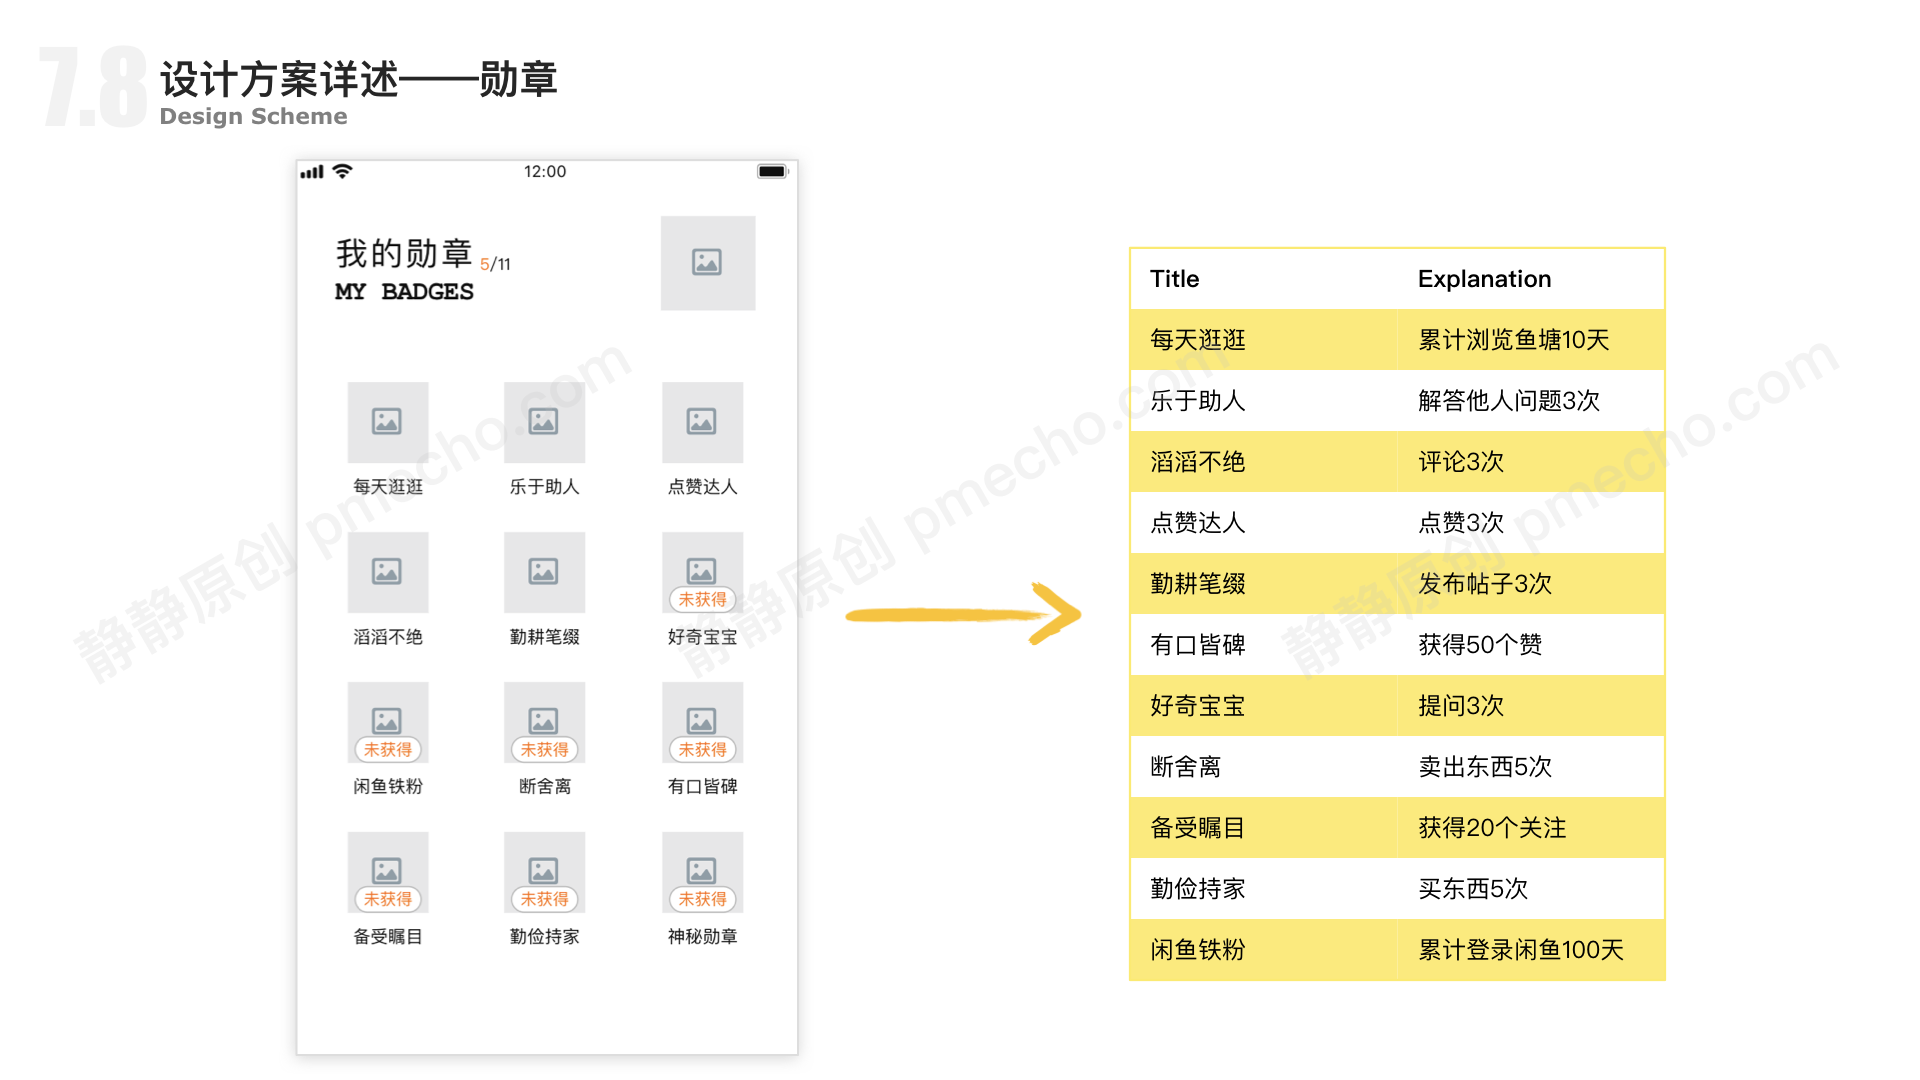 7.8
设计方案详述——勋章
Design Scheme
12:00
我的勋章 5/11
MY BADGES
每天逛逛 乐于助人 点赞达人
未获得
滔滔不绝 勤耕笔缀 好奇宝宝
未获得 未获得 未获得
闲鱼铁粉 断舍离 有口皆碑
未获得 未获得 未获得
备受瞩目 勤俭持家 神秘勋章
Title Explanation
每天逛逛 累计浏览鱼塘10天
乐于助人 解答他人问题3次
滔滔不绝 评论3次
点赞达人 点赞3次
勤耕笔缀 发布帖子3次
有口皆碑 获得50个赞
好奇宝宝 提问3次
断舍离 卖出东西5次
备受瞩目 获得20个关注
勤俭持家 买东西5次
闲鱼铁粉 累计登录闲鱼100天
静静原创 pmecho.com
静静原创 pmecho.com
静静原创 pmecho.com